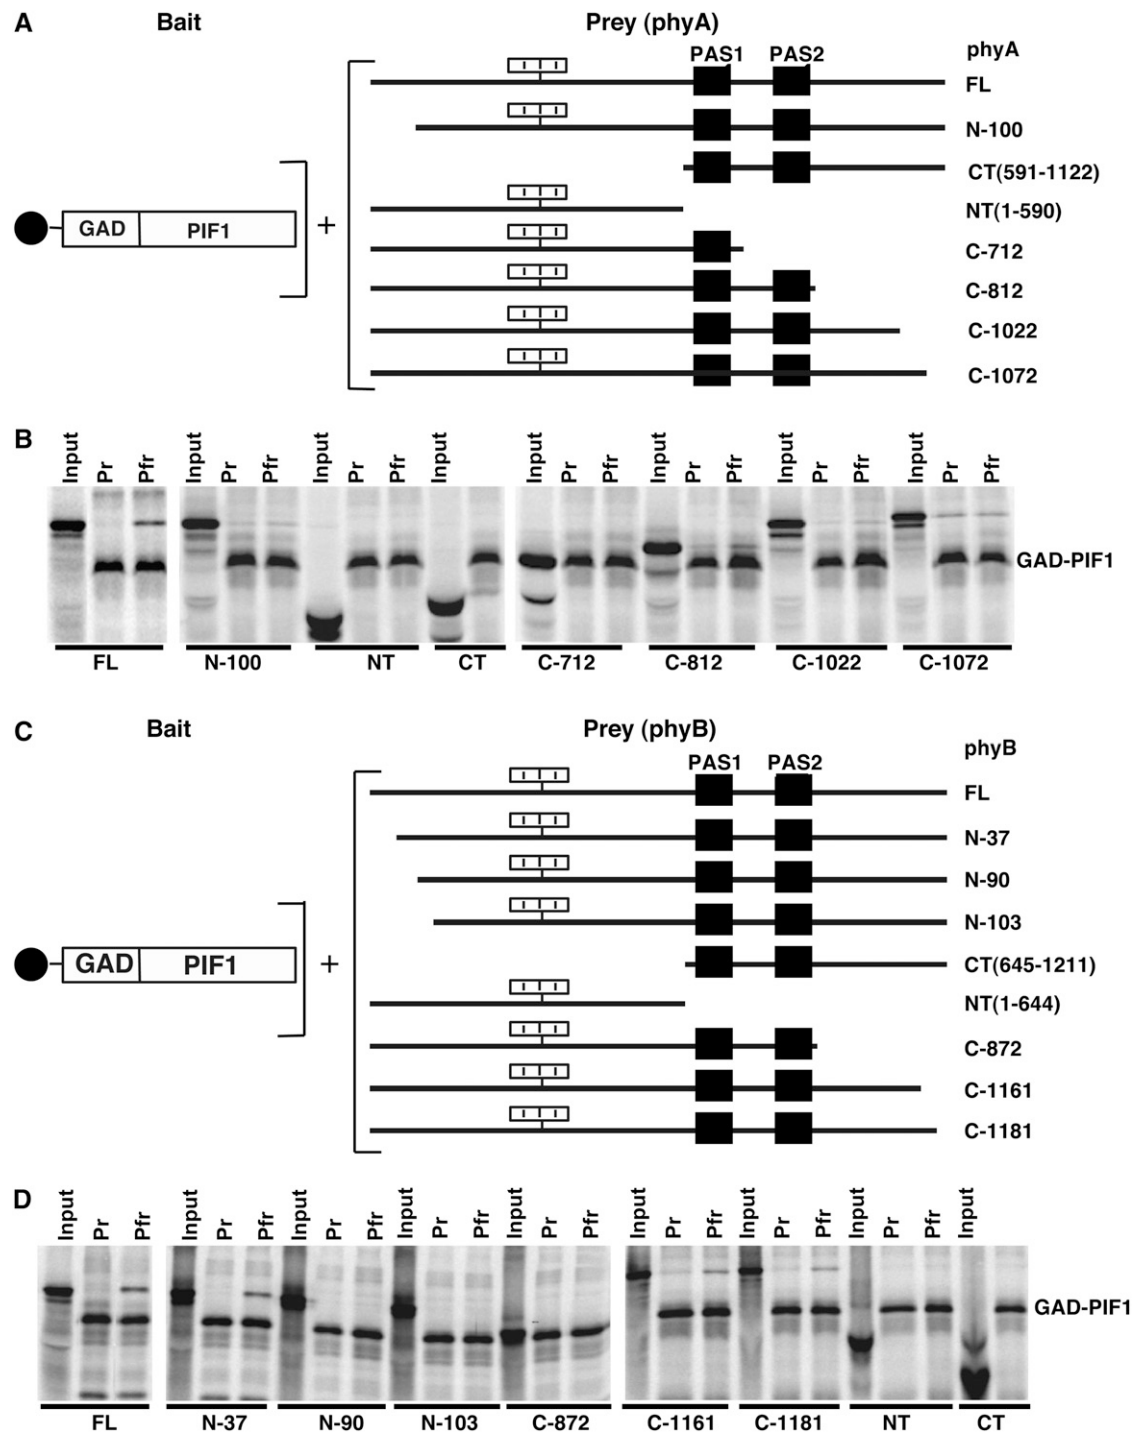 A Bait Prey (phyA)
PAS1 PAS2 phyA
FL
N-100
CT(591-1122)
NT(1-590)
GAD PIF1 +
C-712
C-812
C-1022
C-1072
B Input Pr Pfr Input Pr Pfr Input Pr Pfr Input Input Pr Pfr Input Pr Pfr Input Pr Pfr Input Pr Pfr
GAD-PIF1
FL N-100 NT CT C-712 C-812 C-1022 C-1072
C Bait Prey (phyB)
PAS1 PAS2 phyB
FL
N-37
N-90
N-103
GAD PIF1 + CT(645-1211)
NT(1-644)
C-872
C-1161
C-1181
D Input Pr Pfr Input Pr Pfr Input Pr Pfr Input Pr Pfr Input Pr Pfr Input Pr Pfr Input Pr Pfr Input Pr Pfr Input
GAD-PIF1
FL N-37 N-90 N-103 C-872 C-1161 C-1181 NT CT